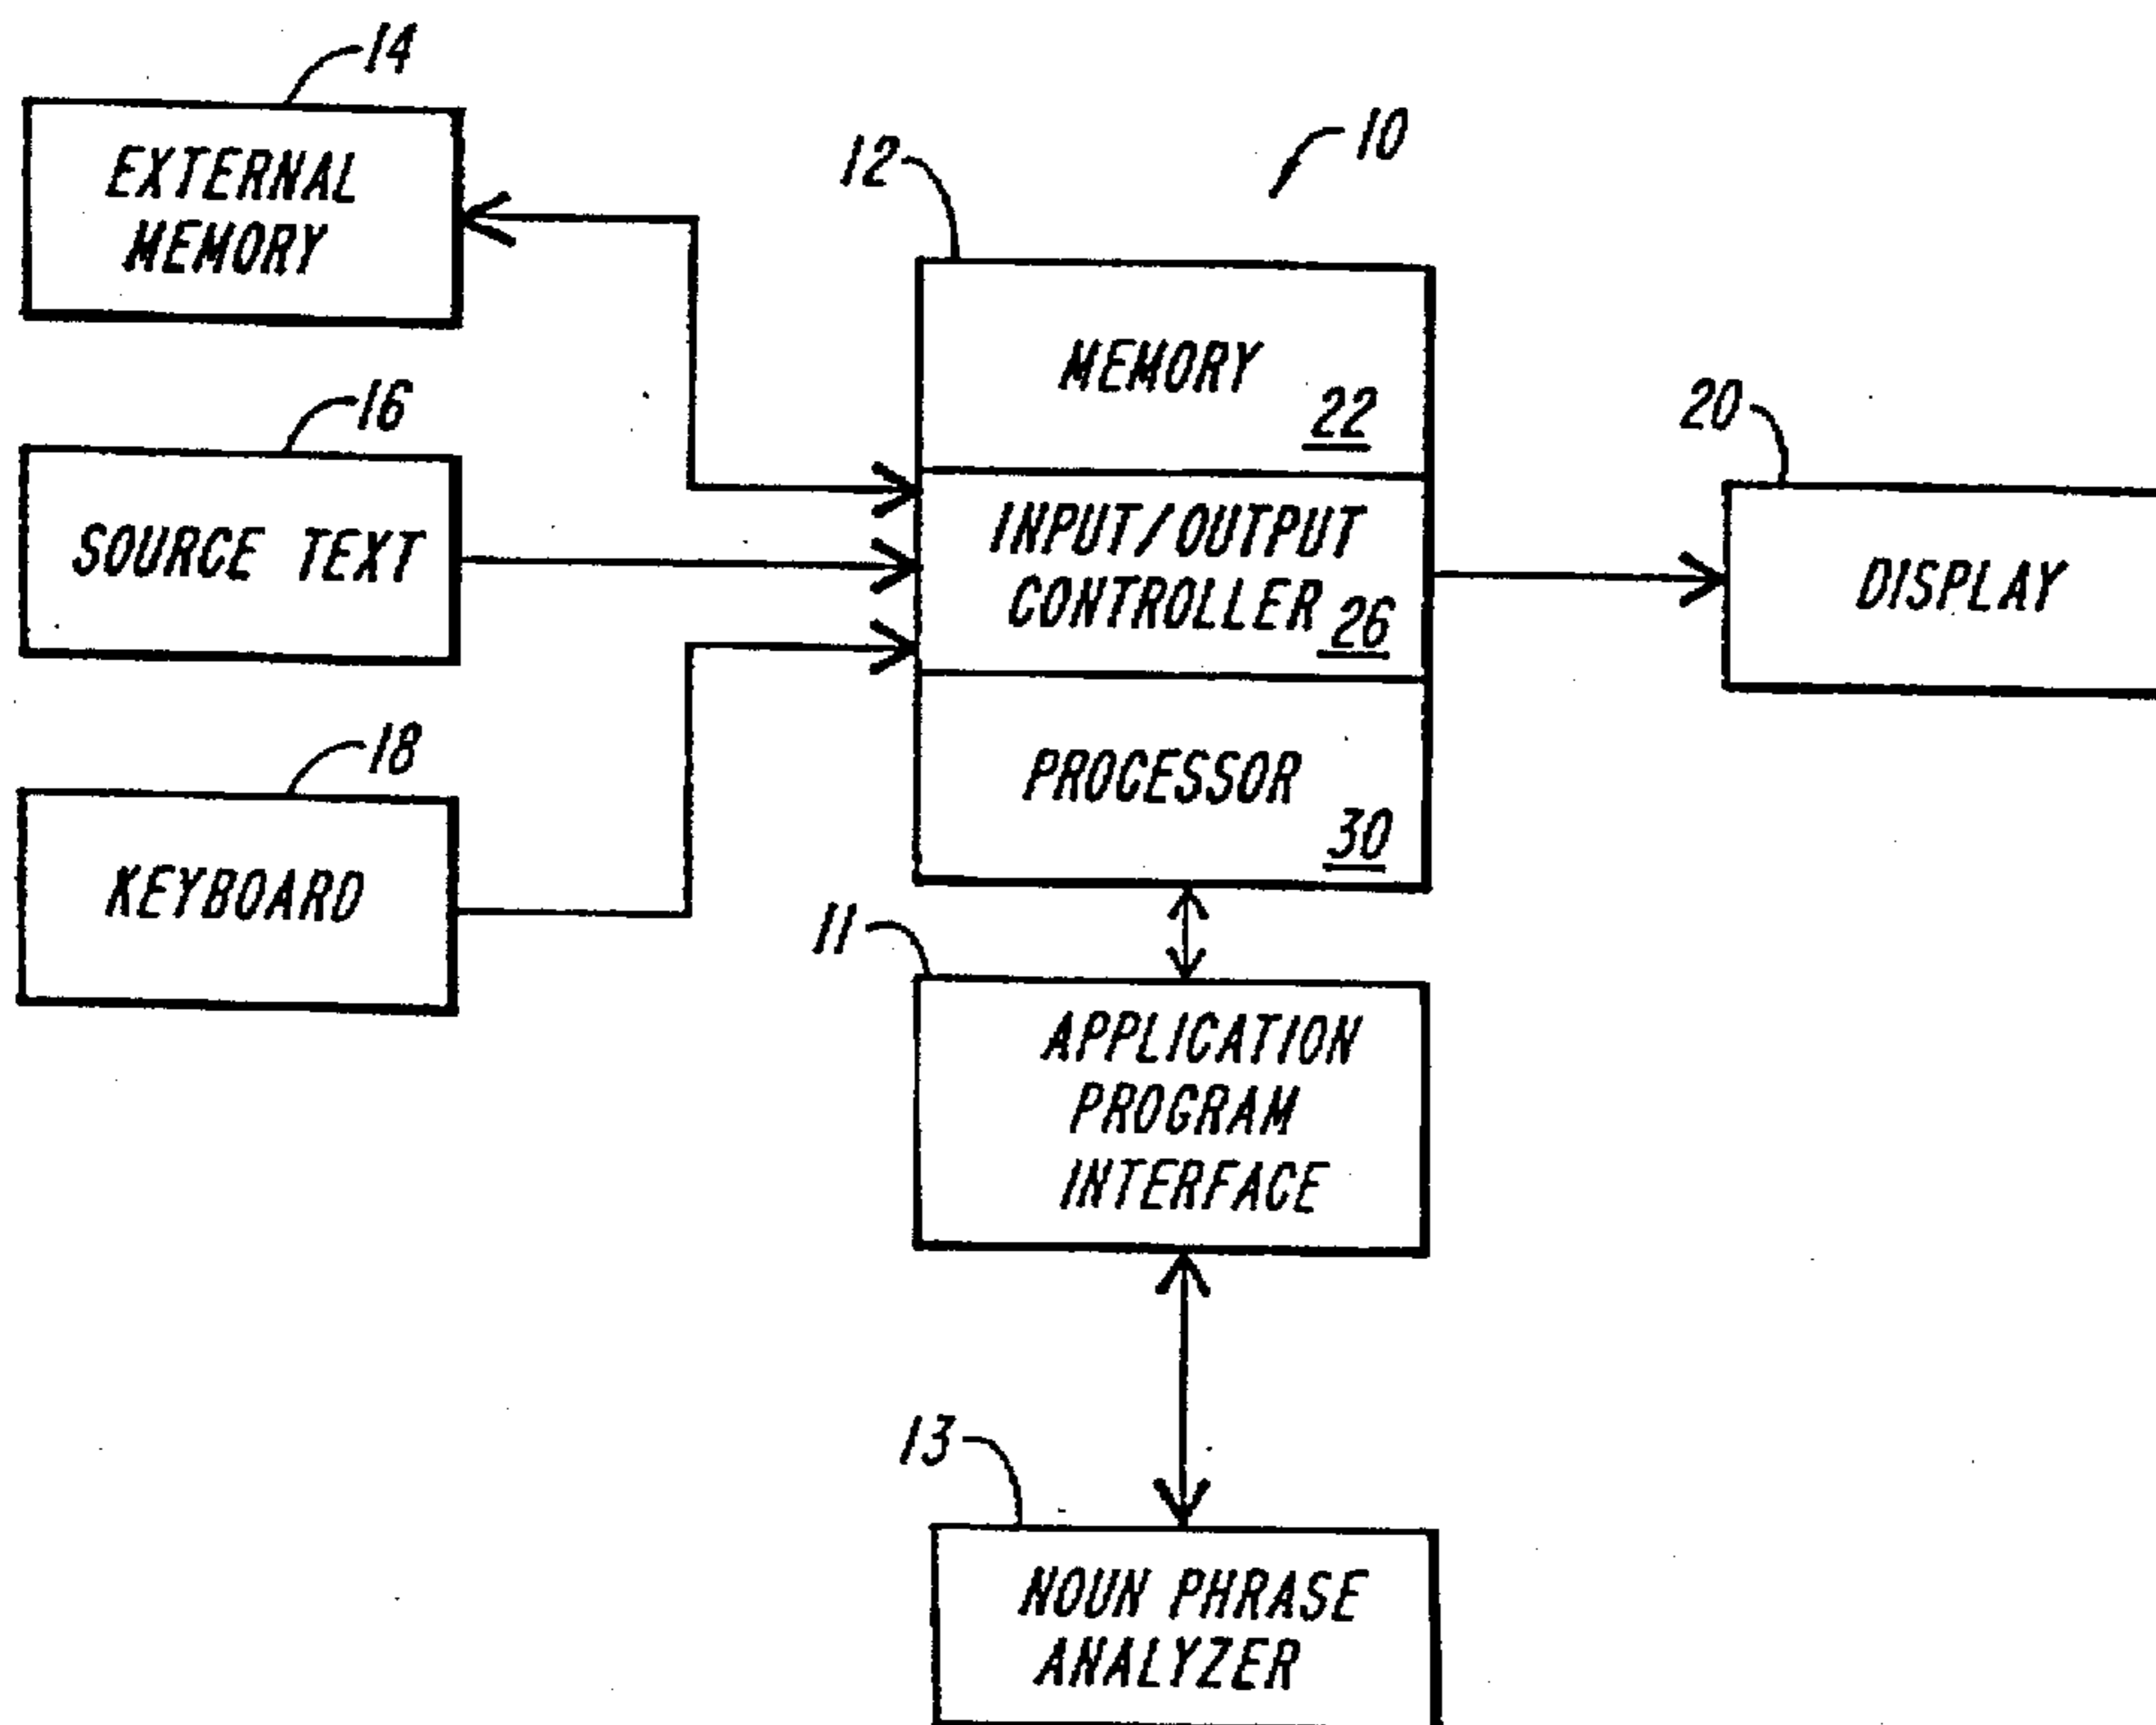 14
EXTERNAL
MEMORY
10
12
MEMORY
22
16
SOURCE TEXT
INPUT/OUTPUT
CONTROLLER 26
20
DISPLAY
18
KEYBOARD
PROCESSOR
30
11
APPLICATION
PROGRAM
INTERFACE
13
NOUN PHRASE
ANALYZER